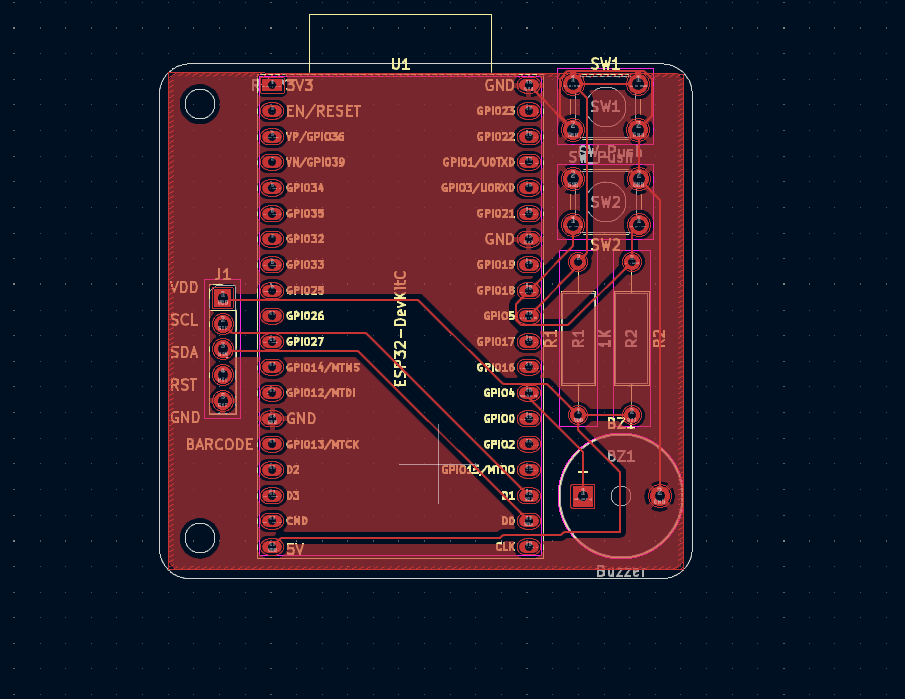 U1
SW1
3V3
GND
SW1
EN/RESET
GPIO23
VP/GPIO36
GPIO22
SW_Push
SW_Push
VN/GPIO39
GPIO1/U0TXD
GPIO34
GPIO3/U0RXD
SW2
GPIO35
GPIO21
GPIO32
GND
SW2
GPIO33
GPIO19
J1
VDD
GPIO25
GPIO18
GPIO26
GPIO5
SCL
GPIO27
ESP32-DevKitC
GPIO17
R1
R1
1K
R2
R2
SDA
GPIO14/MTMS
GPIO16
RST
GPIO12/MTDI
GPIO4
GND
GND
GPIO0
BZ1
BARCODE
GPIO13/MTCK
GPIO2
BZ1
D2
GPIO15/MTDO
D3
D1
CMD
D0
5V
CLK
Buzzer